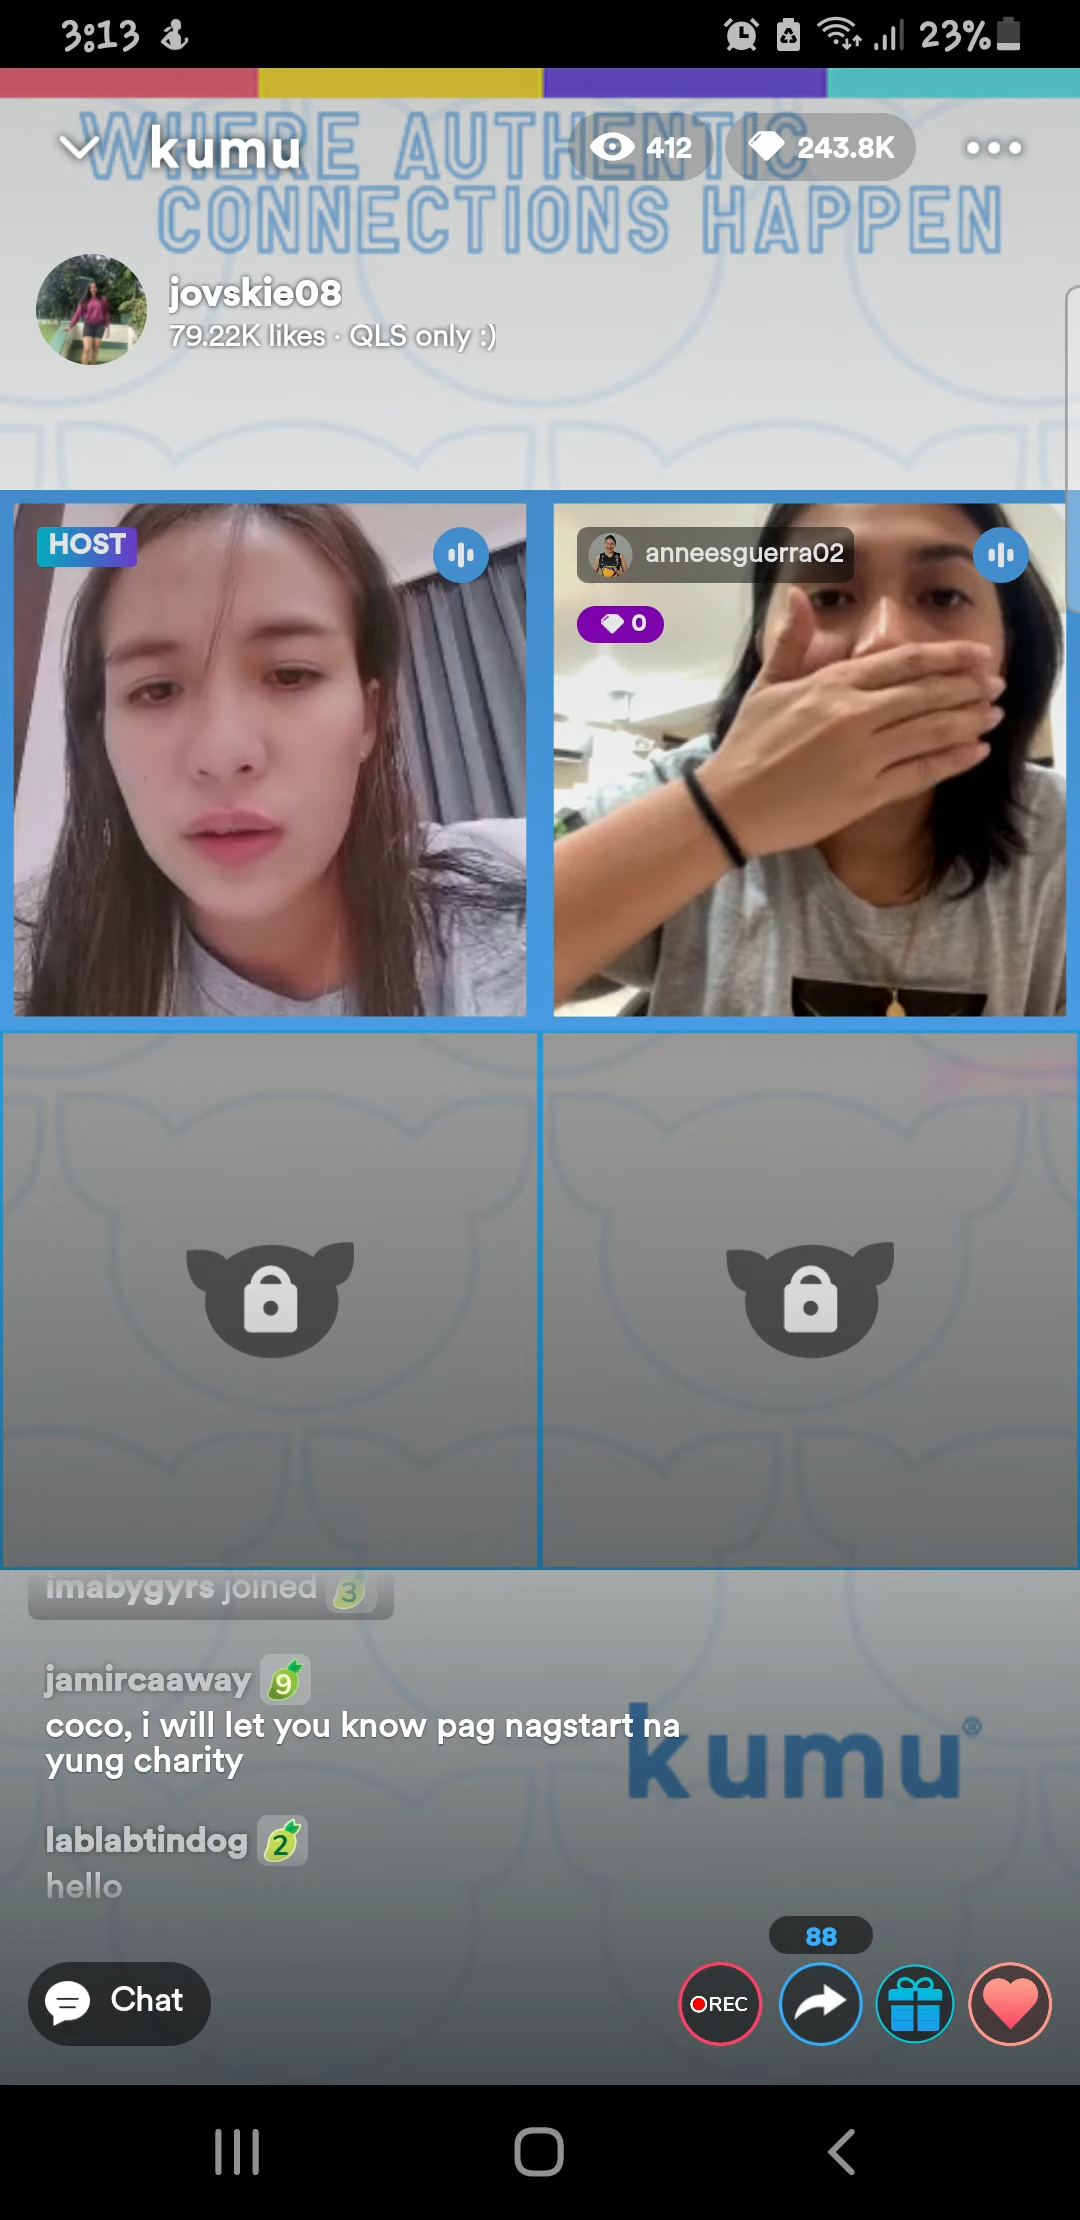 3:13
23%
WHERE AUTHENTIC
kumu
412
243.8K
CONNECTIONS HAPPEN
jovskie08
79.22K likes · QLS only :)
HOST
anneesguerra02
0
imabygyrs joined 3
jamircaaway 9
coco, i will let you know pag nagstart na
yung charity
kumu®
lablabtindog 2
hello
88
Chat
REC